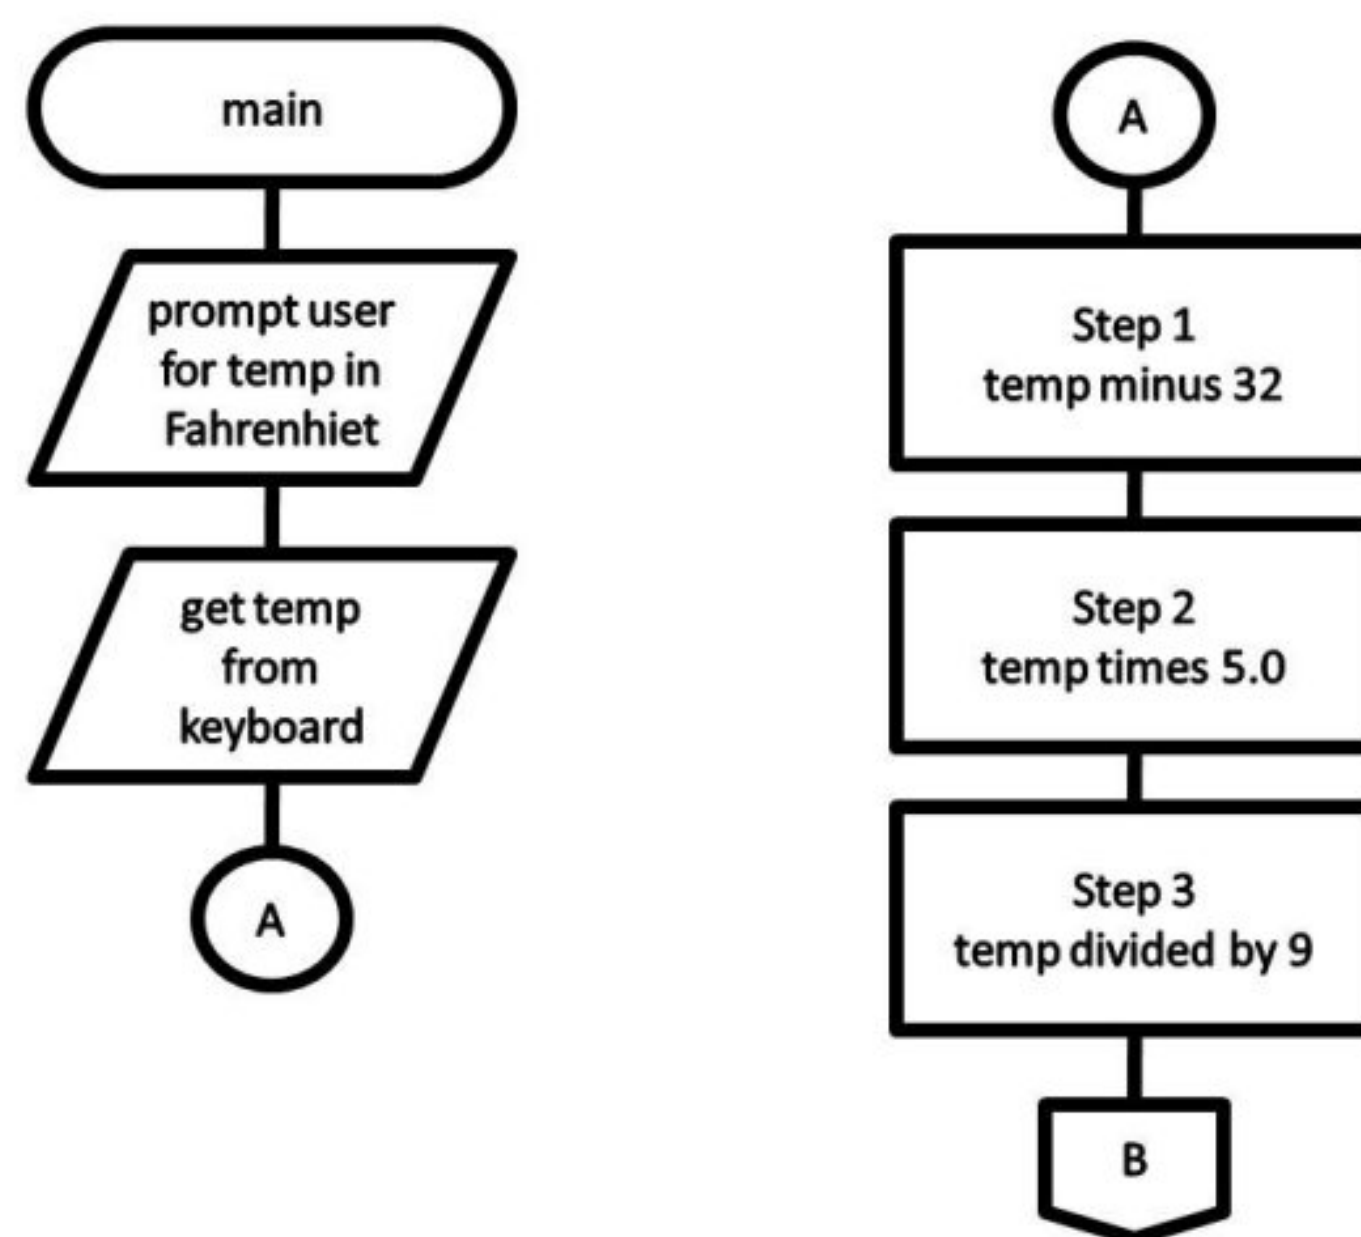 main
prompt user
for temp in
Fahrenhiet
get temp
from
keyboard
A
A
Step 1
temp minus 32
Step 2
temp times 5.0
Step 3
temp divided by 9
B